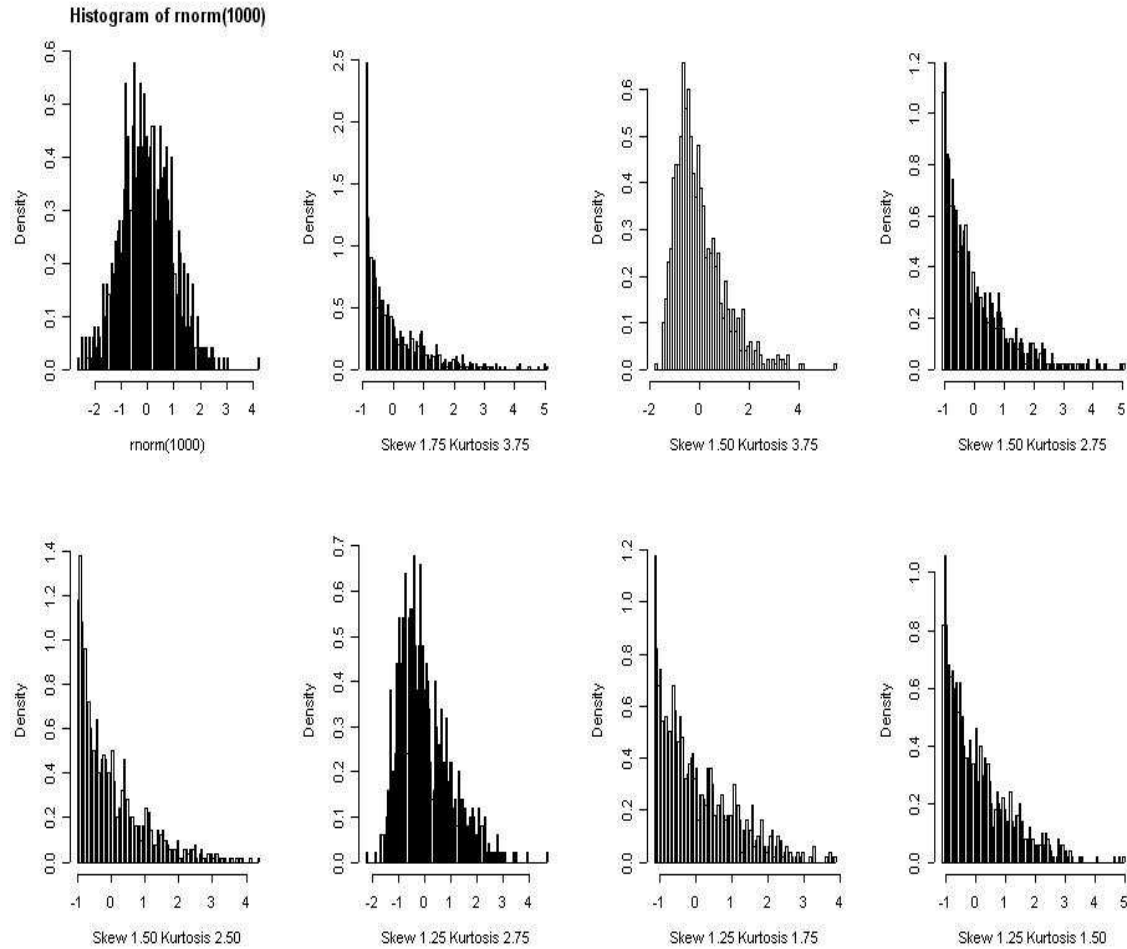 Histogram of rnorm(1000)
Density
0.0 0.1 0.2 0.3 0.4 0.5 0.6
-2 -1 0 1 2 3 4
rnorm(1000)
Density
0.0 0.5 1.0 1.5 2.0 2.5
-1 0 1 2 3 4 5
Skew 1.75 Kurtosis 3.75
Density
0.0 0.1 0.2 0.3 0.4 0.5 0.6
-2 0 2 4
Skew 1.50 Kurtosis 3.75
Density
0.0 0.2 0.4 0.6 0.8 1.0 1.2
-1 0 1 2 3 4 5
Skew 1.50 Kurtosis 2.75
Density
0.0 0.2 0.4 0.6 0.8 1.0 1.2 1.4
-1 0 1 2 3 4
Skew 1.50 Kurtosis 2.50
Density
0.0 0.1 0.2 0.3 0.4 0.5 0.6 0.7
-2 -1 0 1 2 3 4
Skew 1.25 Kurtosis 2.75
Density
0.0 0.2 0.4 0.6 0.8 1.0 1.2
-1 0 1 2 3 4
Skew 1.25 Kurtosis 1.75
Density
0.0 0.2 0.4 0.6 0.8 1.0
-1 0 1 2 3 4 5
Skew 1.25 Kurtosis 1.50